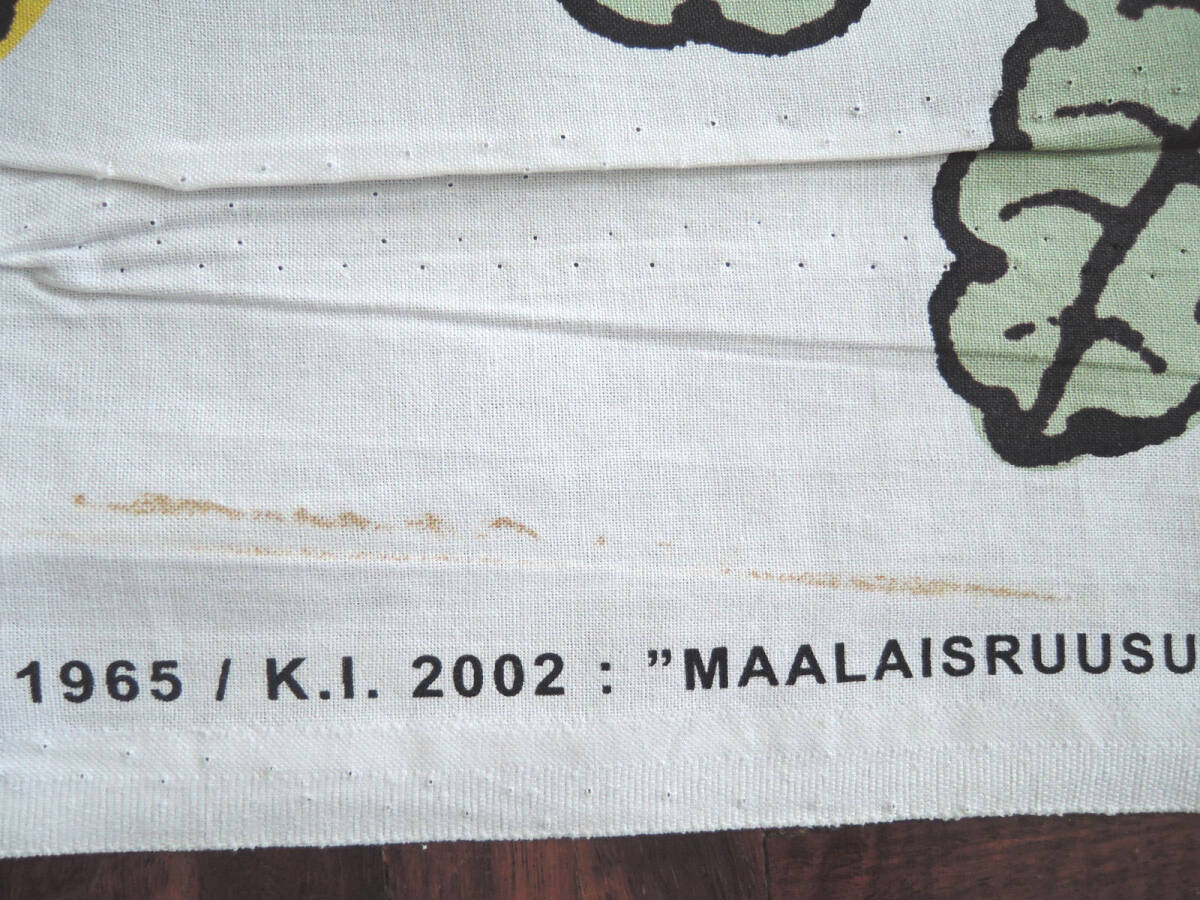 1965 / K.I. 2002 : ”MAALAISRUUSU